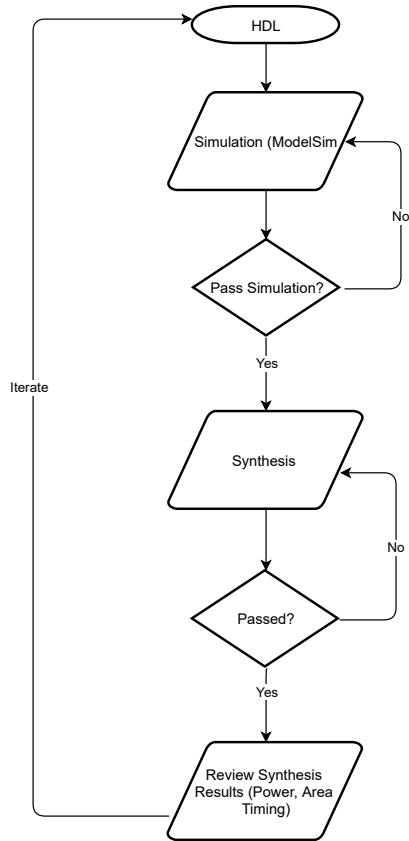 HDL
Simulation (ModelSim
No
Pass Simulation?
Yes
Iterate
Synthesis
No
Passed?
Yes
Review Synthesis
Results (Power, Area
Timing)